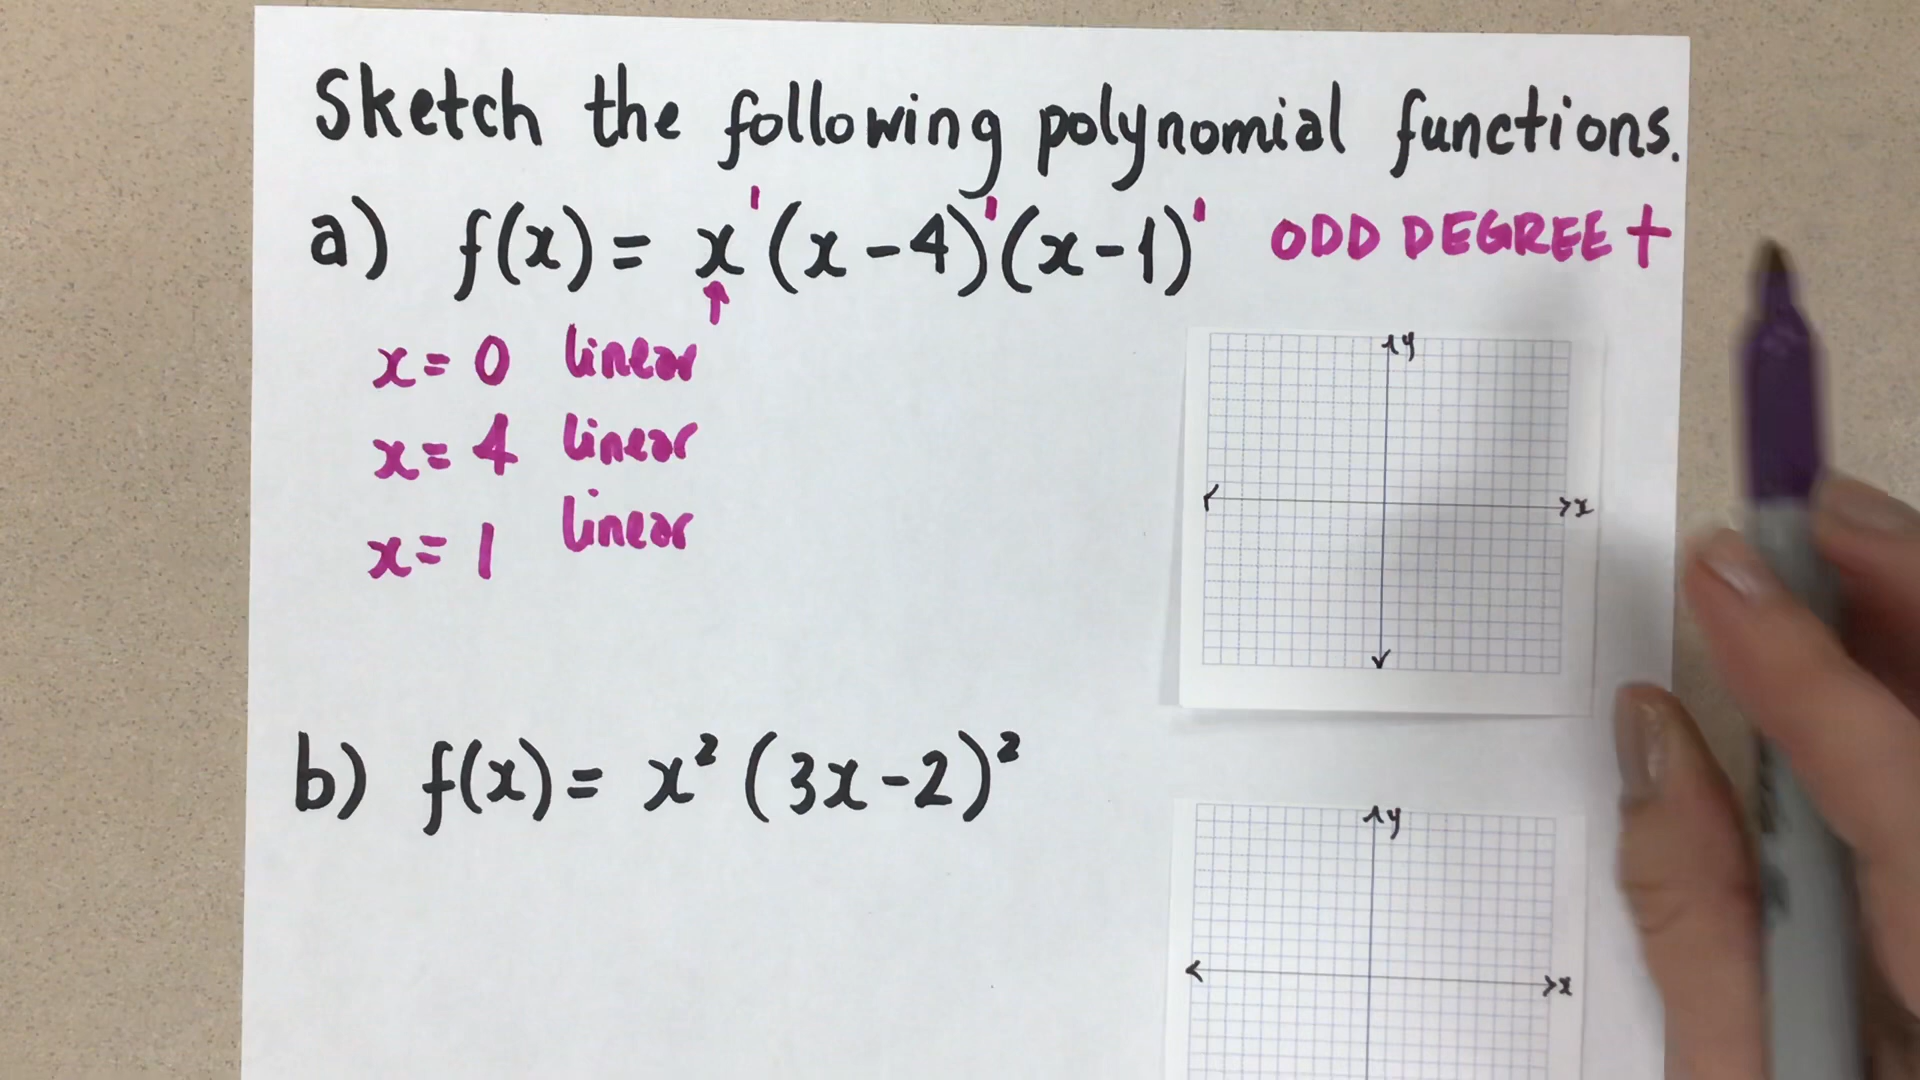 Sketch the following polynomial functions.
a) f(x) = x¹(x-4)¹(x-1)¹ ODD DEGREE +
↑
x = 0 linear
x = 4 linear
x = 1 linear
y
x
b) f(x) = x² (3x-2)²
y
x